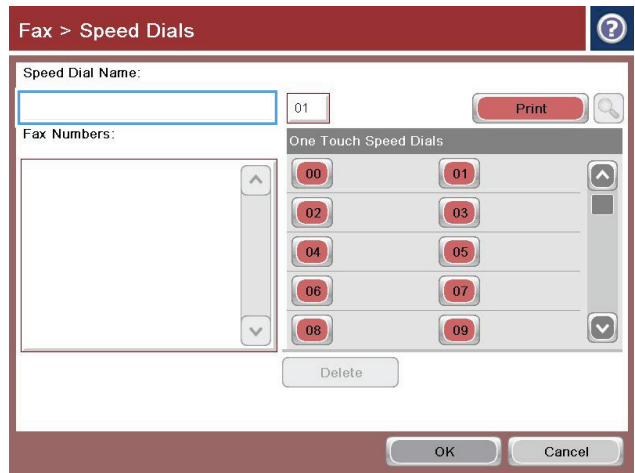 Fax > Speed Dials
?
Speed Dial Name:
01
Print
Fax Numbers:
One Touch Speed Dials
00 01
02 03
04 05
06 07
08 09
Delete
OK Cancel